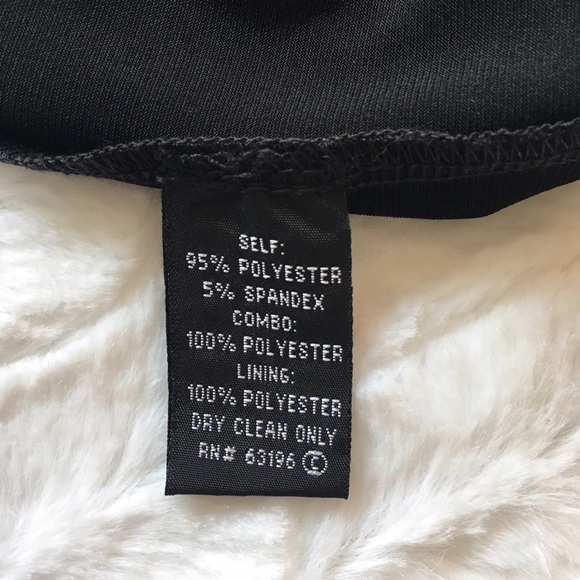 SELF:
95% POLYESTER
5% SPANDEX
COMBO:
100% POLYESTER
LINING:
100% POLYESTER
DRY CLEAN ONLY
RN# 63196 Ⓒ